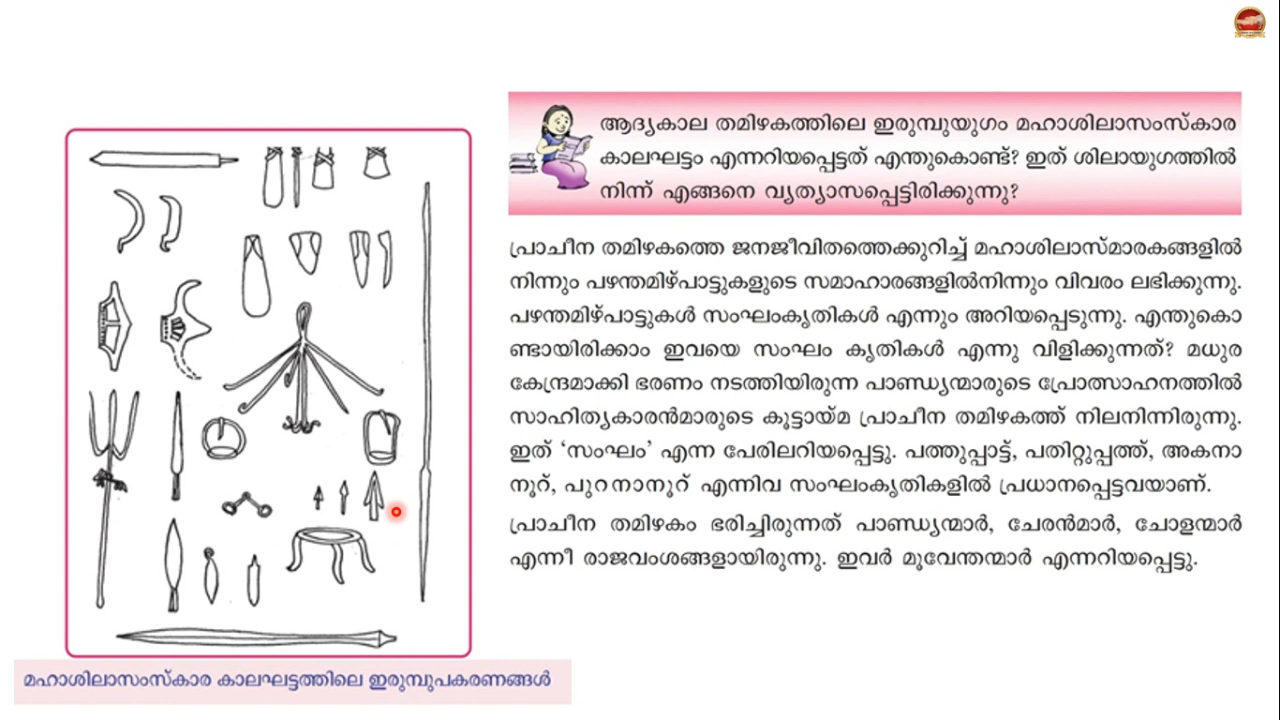 ആദ്യകാല തമിഴകത്തിലെ ഇരുമ്പുയുഗം മഹാശിലാസംസ്കാര
കാലഘട്ടം എന്നറിയപ്പെട്ടത് എന്തുകൊണ്ട്? ഇത് ശിലായുഗത്തിൽ
നിന്ന് എങ്ങനെ വ്യത്യാസപ്പെട്ടിരിക്കുന്നു?
പ്രാചീന തമിഴകത്തെ ജനജീവിതത്തെക്കുറിച്ച് മഹാശിലാസ്മാരകങ്ങളിൽ
നിന്നും പഴന്തമിഴ്പാട്ടുകളുടെ സമാഹാരങ്ങളിൽനിന്നും വിവരം ലഭിക്കുന്നു.
പഴന്തമിഴ്പാട്ടുകൾ സംഘംകൃതികൾ എന്നും അറിയപ്പെടുന്നു. എന്തുകൊ
ണ്ടായിരിക്കാം ഇവയെ സംഘം കൃതികൾ എന്നു വിളിക്കുന്നത്? മധുര
കേന്ദ്രമാക്കി ഭരണം നടത്തിയിരുന്ന പാണ്ഡ്യന്മാരുടെ പ്രോത്സാഹനത്തിൽ
സാഹിത്യകാരൻമാരുടെ കൂട്ടായ്മ പ്രാചീന തമിഴകത്ത് നിലനിന്നിരുന്നു.
ഇത് ‘സംഘം’ എന്ന പേരിലറിയപ്പെട്ടു. പത്തുപ്പാട്ട്, പതിറ്റുപ്പത്ത്, അകനാ
നൂറ്, പുറനാനൂറ് എന്നിവ സംഘംകൃതികളിൽ പ്രധാനപ്പെട്ടവയാണ്.
പ്രാചീന തമിഴകം ഭരിച്ചിരുന്നത് പാണ്ഡ്യന്മാർ, ചേരൻമാർ, ചോളന്മാർ
എന്നീ രാജവംശങ്ങളായിരുന്നു. ഇവർ മൂവേന്തന്മാർ എന്നറിയപ്പെട്ടു.
മഹാശിലാസംസ്കാര കാലഘട്ടത്തിലെ ഇരുമ്പുപകരണങ്ങൾ